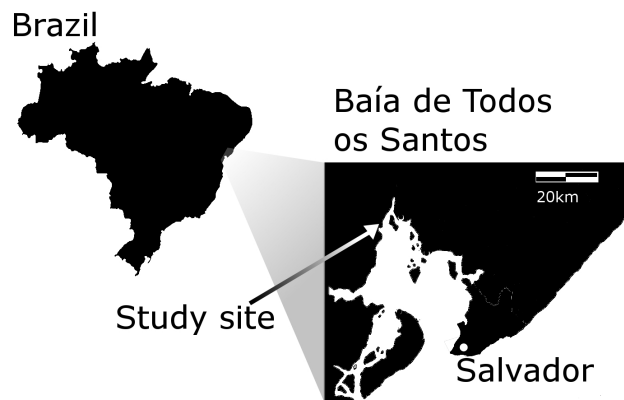 Brazil
Baía de Todos
os Santos
20km
Study site
Salvador